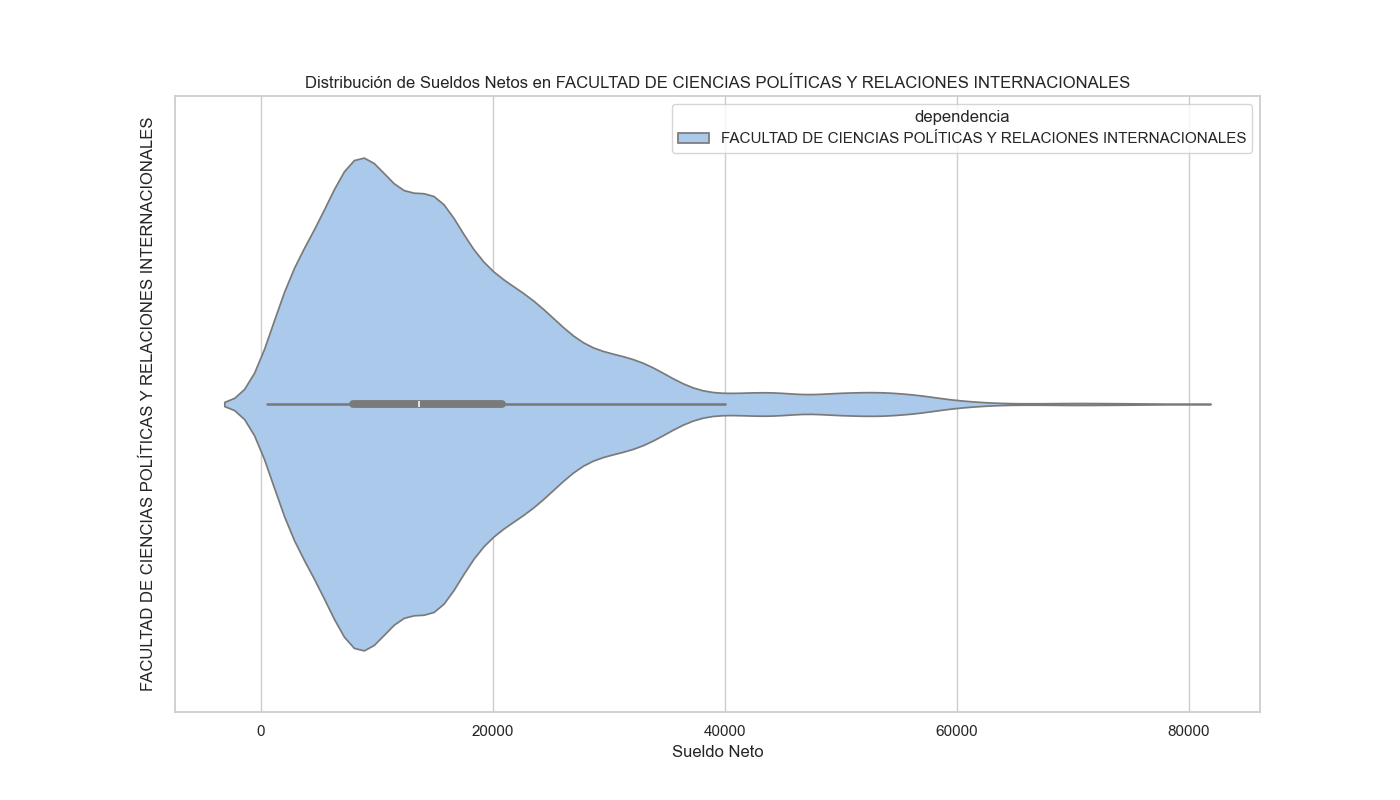 Distribución de Sueldos Netos en FACULTAD DE CIENCIAS POLÍTICAS Y RELACIONES INTERNACIONALES
dependencia
FACULTAD DE CIENCIAS POLÍTICAS Y RELACIONES INTERNACIONALES
FACULTAD DE CIENCIAS POLÍTICAS Y RELACIONES INTERNACIONALES
0 20000 40000 60000 80000
Sueldo Neto